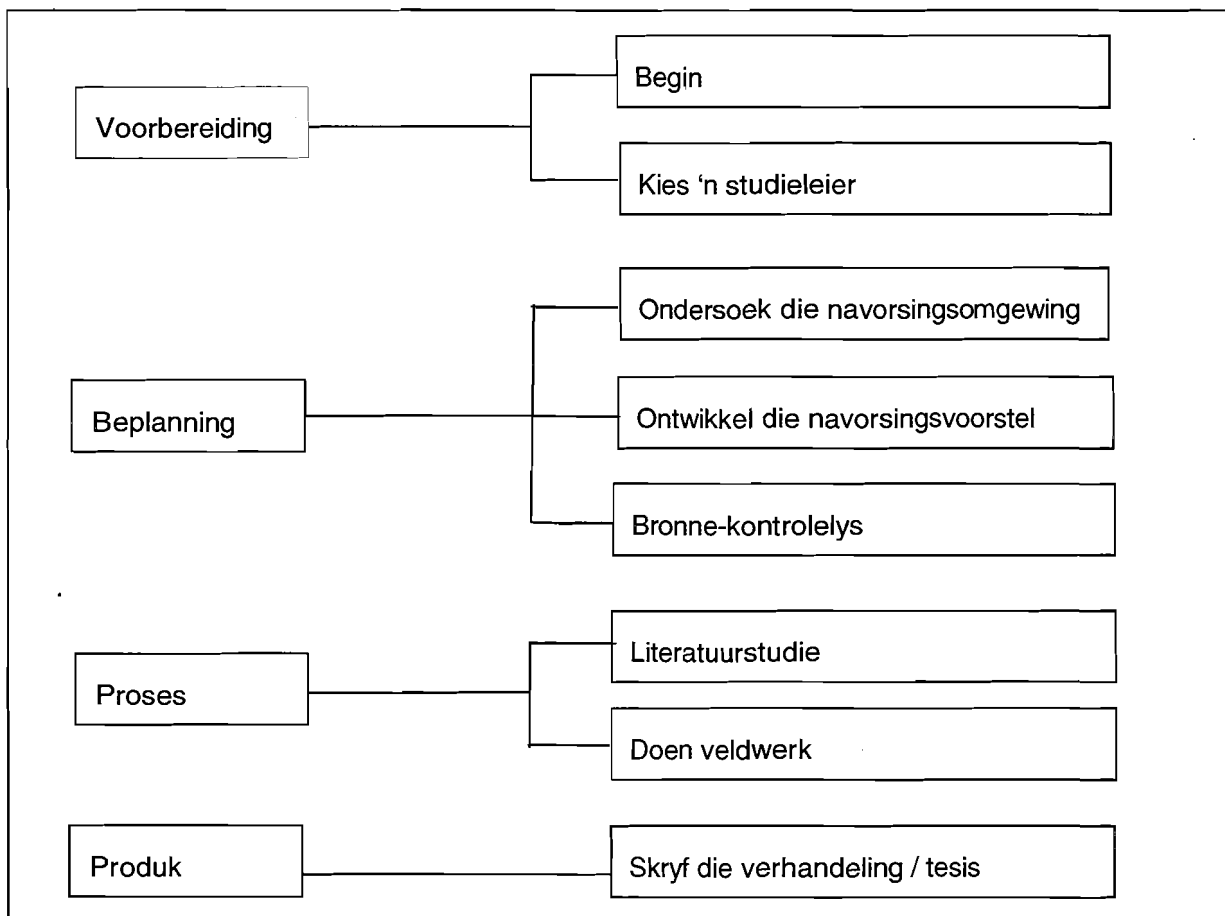 Voorbereiding
Begin
Kies ‘n studieleier
Beplanning
Ondersoek die navorsingsomgewing
Ontwikkel die navorsingsvoorstel
Bronne-kontrolelys
Proses
Literatuurstudie
Doen veldwerk
Produk
Skryf die verhandeling / tesis